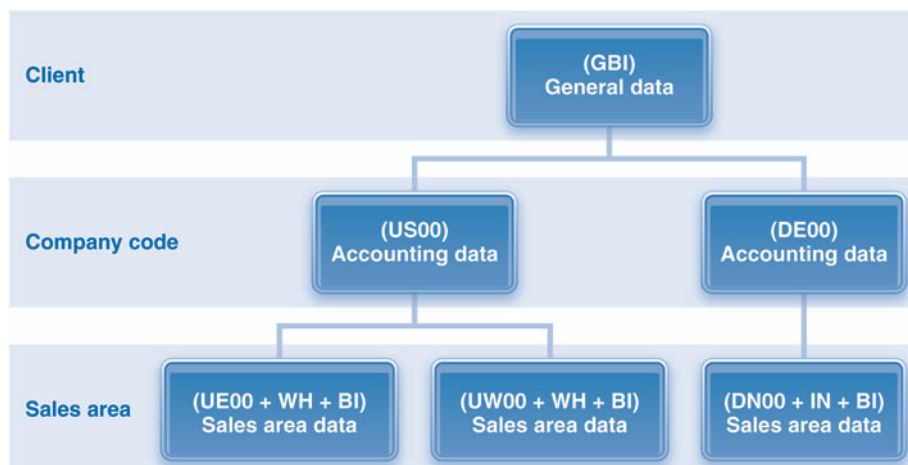 Client
(GBI)
General data
Company code
(US00)
Accounting data
(DE00)
Accounting data
Sales area
(UE00 + WH + BI)
Sales area data
(UW00 + WH + BI)
Sales area data
(DN00 + IN + BI)
Sales area data